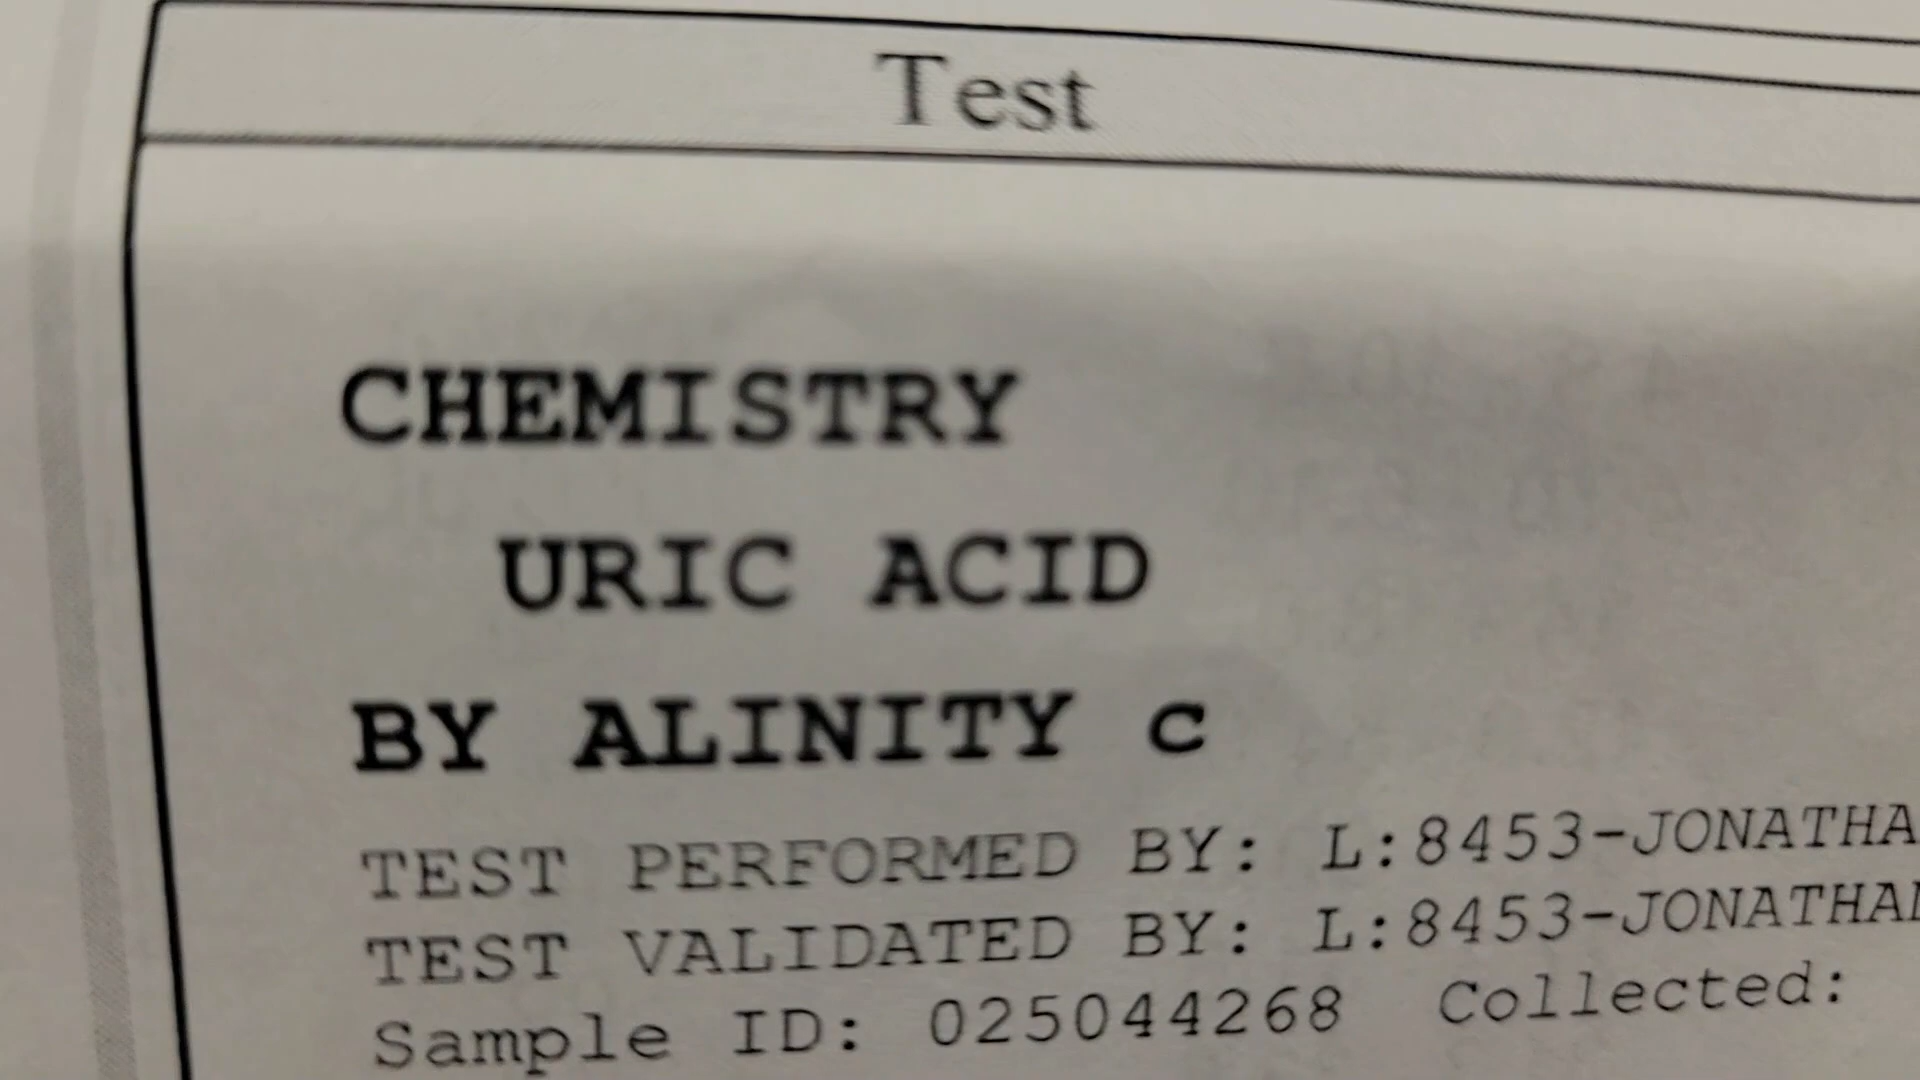 Test
CHEMISTRY
URIC ACID
BY ALINITY c
TEST PERFORMED BY: L:8453-JONATHA
TEST VALIDATED BY: L:8453-JONATHAN
Sample ID: 025044268 Collected: